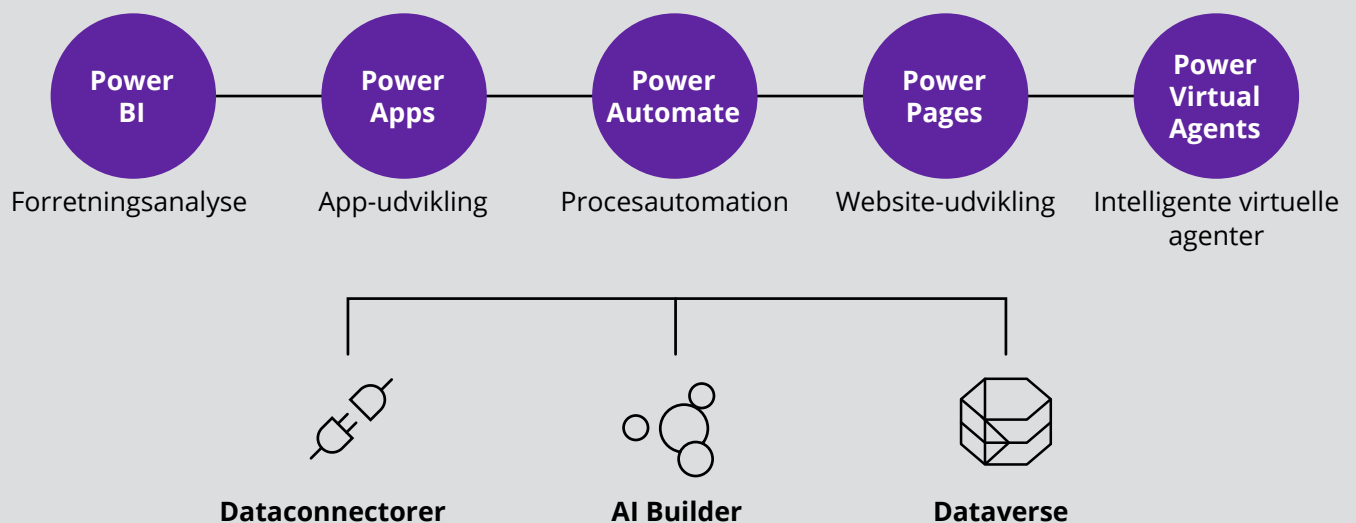 Power
BI
Power
Apps
Power
Automate
Power
Pages
Power
Virtual
Agents
Forretningsanalyse
App-udvikling
Procesautomation
Website-udvikling
Intelligente virtuelle
agenter
Dataconnectorer
AI Builder
Dataverse